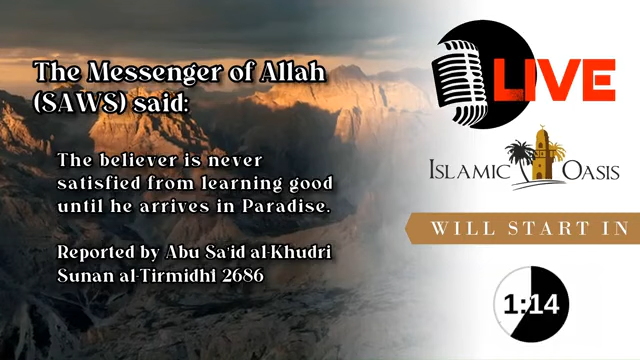 The Messenger of Allah
(SAWS) said:
The believer is never
satisfied from learning good
until he arrives in Paradise.
Reported by Abu Sa'id al-Khudri
Sunan al-Tirmidhi 2686
LIVE
ISLAMIC OASIS
WILL START IN
1:14